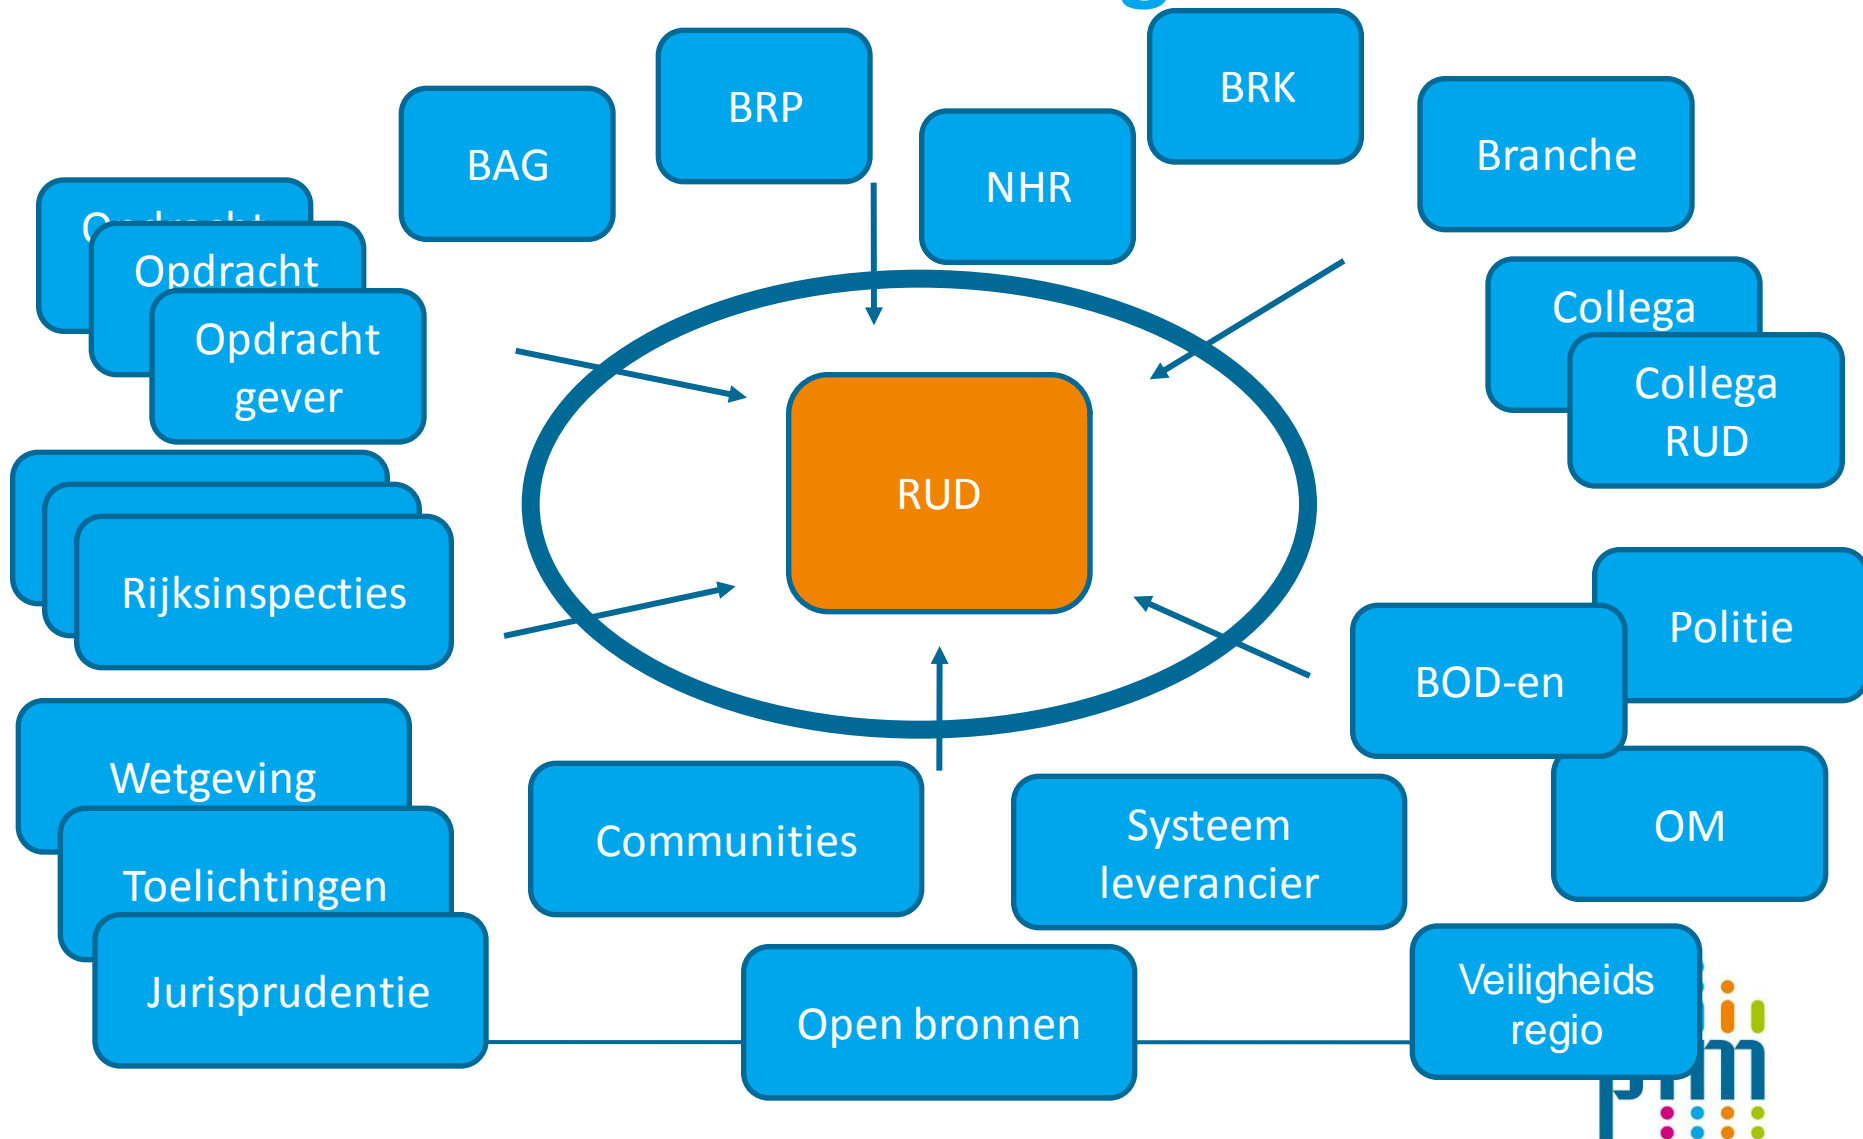 BRK
BRP
BAG
NHR
Branche
Opdracht
Opdracht
Opdracht
gever
Collega
Collega
RUD
RUD
Rijksinspecties
Politie
BOD-en
Wetgeving
OM
Communities
Systeem
leverancier
Toelichtingen
Jurisprudentie
Open bronnen
Veiligheids
regio